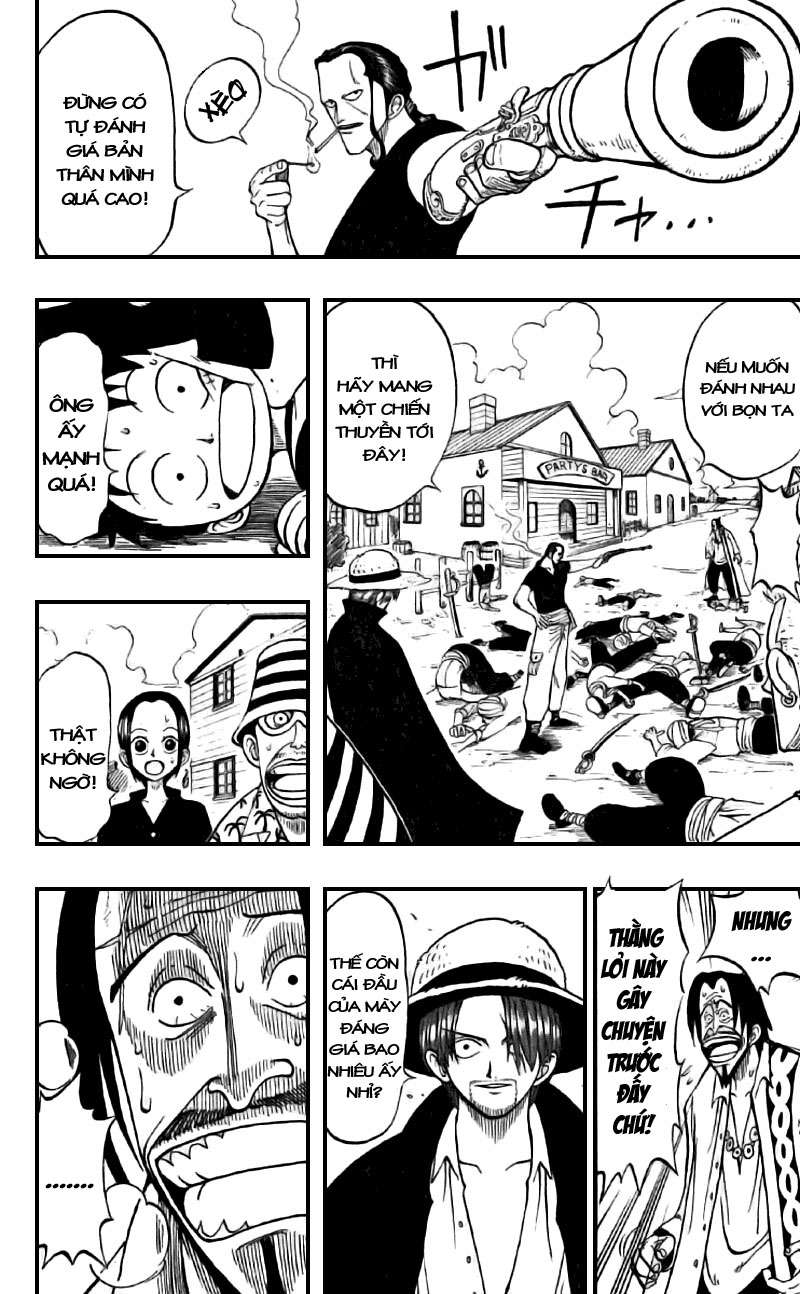 ガ
チャ...
XÈO
ĐỪNG CÓ
TỰ ĐÁNH
GIÁ BẢN
THÂN MÌNH
QUÁ CAO!
NẾU MUỐN
ĐÁNH NHAU
VỚI BỌN TA
THÌ
HÃY MANG
MỘT CHIẾN
THUYỀN TỚI
ĐÂY!
PARTYS BAR
ÔNG
ẤY
MẠNH
QUÁ!
THẬT
KHÔNG
NGỜ!
NHƯNG
...
THẰNG
LỎI NÀY
GÂY
CHUYỆN
TRƯỚC
ĐẤY
CHỨ!
THẾ CÒN
CÁI ĐẦU
CỦA MÀY
ĐÁNG
GIÁ BAO
NHIÊU ẤY
NHỈ?
........